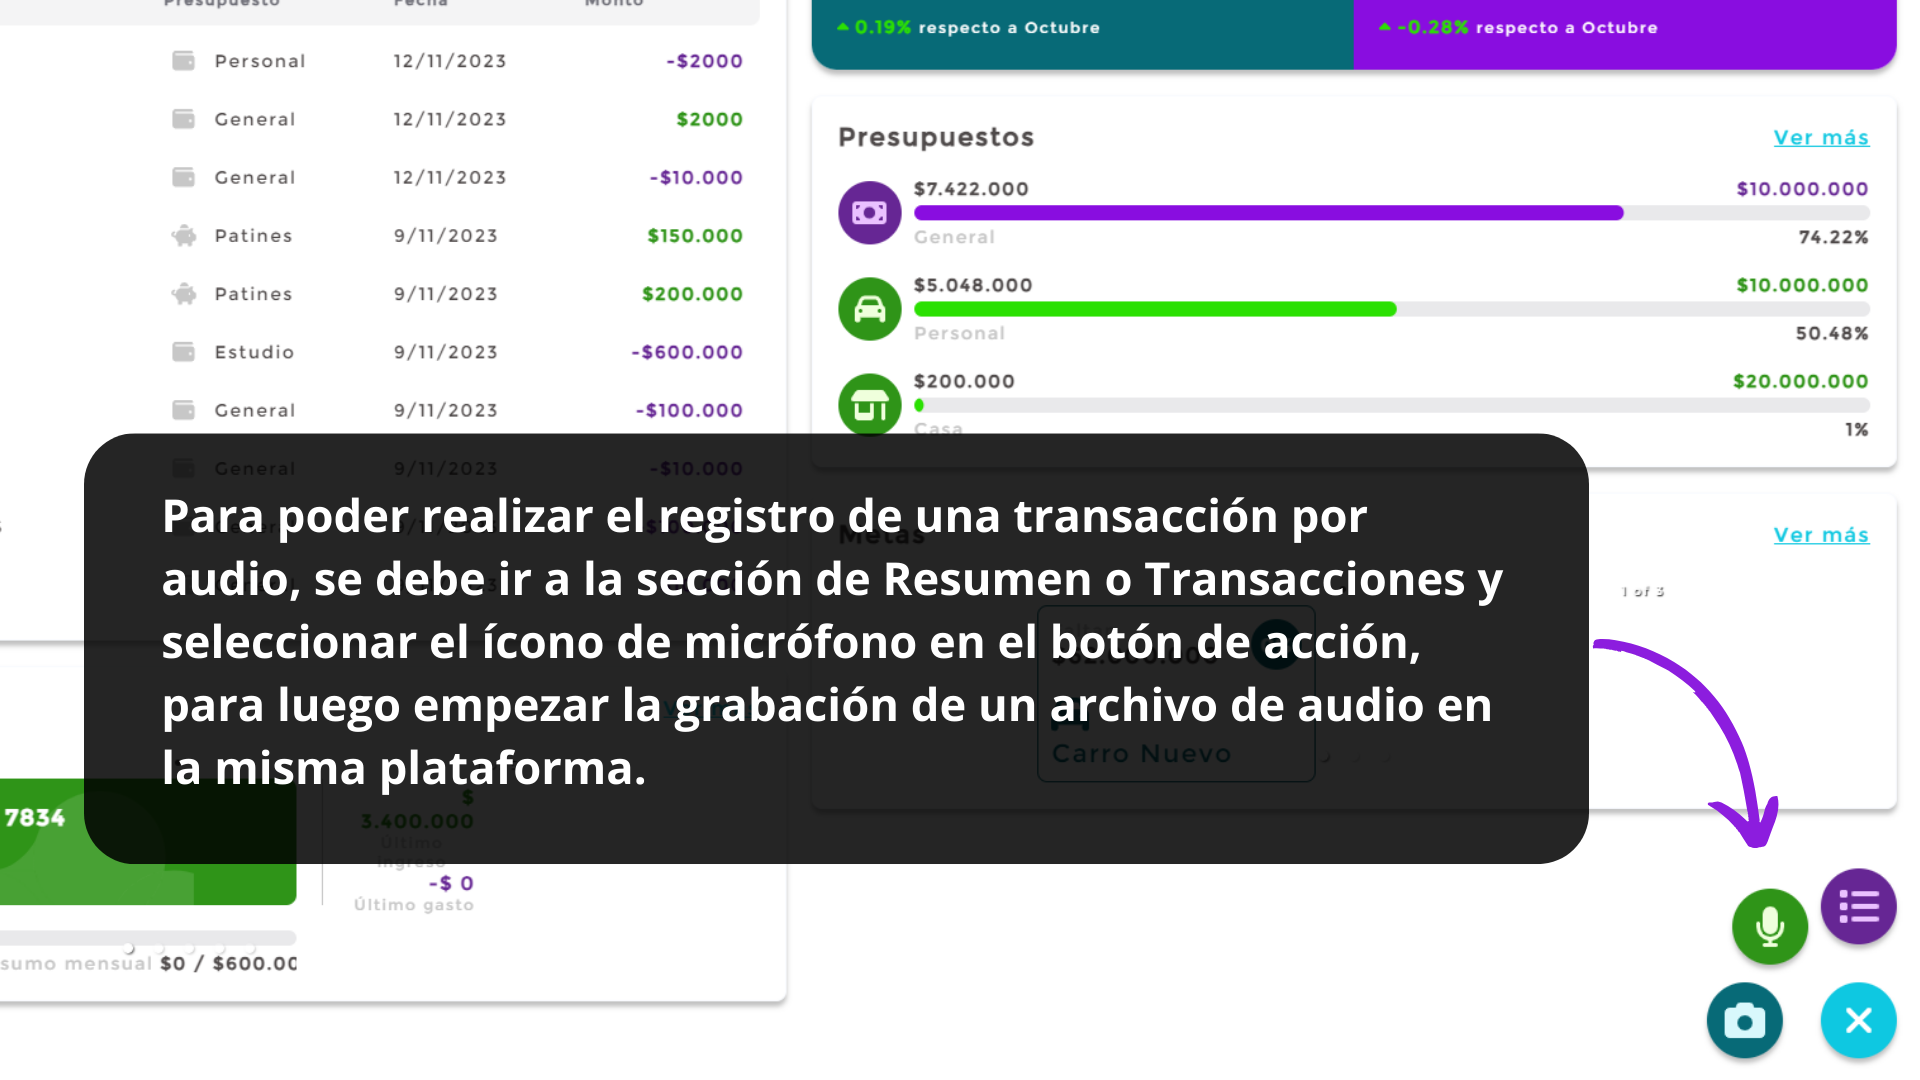 Presupuesto Fecha Monto
Personal 12/11/2023 -$2000
General 12/11/2023 $2000
General 12/11/2023 -$10.000
Patines 9/11/2023 $150.000
Patines 9/11/2023 $200.000
Estudio 9/11/2023 -$600.000
General 9/11/2023 -$100.000
General 9/11/2023 -$10.000
0.19% respecto a Octubre
-0.28% respecto a Octubre
Presupuestos Ver más
$7.422.000 $10.000.000
General 74.22%
$5.048.000 $10.000.000
Personal 50.48%
$200.000 $20.000.000
Casa 1%
Metas Ver más
1 of 3
Para poder realizar el registro de una transacción por
audio, se debe ir a la sección de Resumen o Transacciones y
seleccionar el ícono de micrófono en el botón de acción,
para luego empezar la grabación de un archivo de audio en
la misma plataforma.
Carro Nuevo
7834
$
3.400.000
Último
ingreso
-$ 0
Último gasto
sumo mensual $0 / $600.00